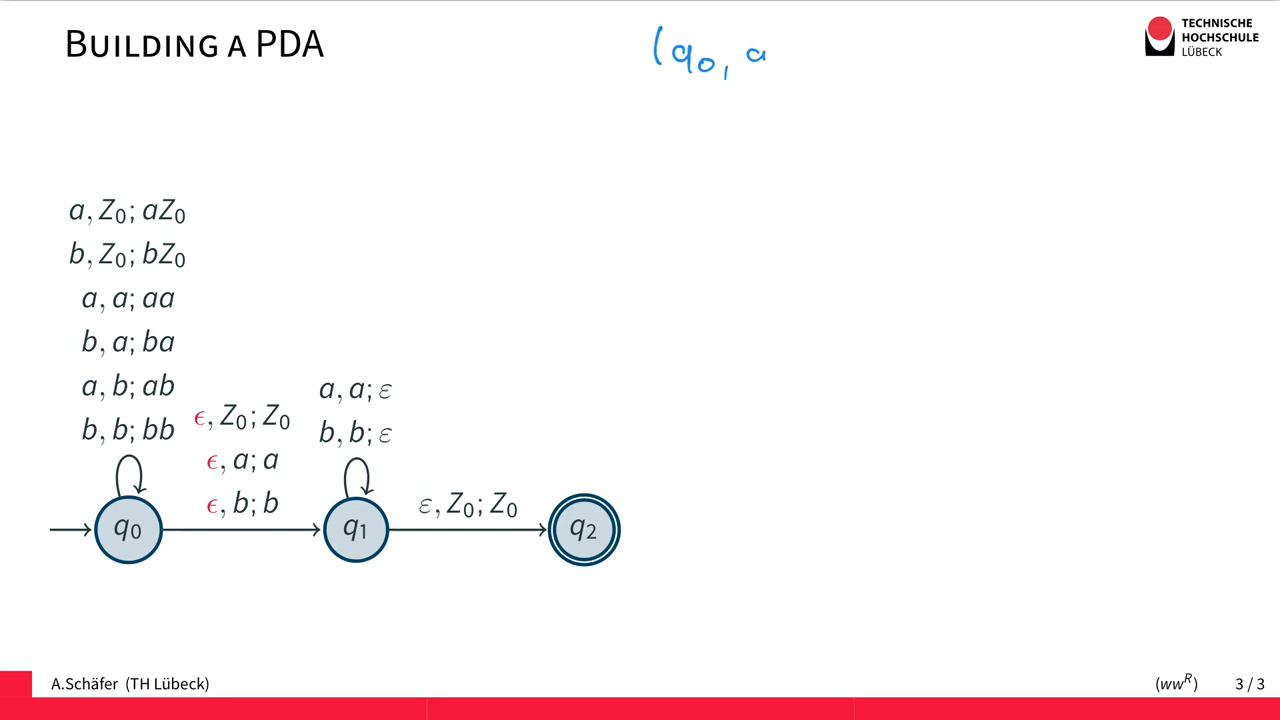 BUILDING A PDA
(q₀, a
TECHNISCHE
HOCHSCHULE
LÜBECK
a, Z₀; aZ₀
b, Z₀; bZ₀
a, a; aa
b, a; ba
a, b; ab
b, b; bb
ϵ, Z₀; Z₀
ϵ, a; a
ϵ, b; b
a, a; ε
b, b; ε
ε, Z₀; Z₀
q₀
q₁
q₂
A.Schäfer (TH Lübeck)
(wwᴿ)
3 / 3